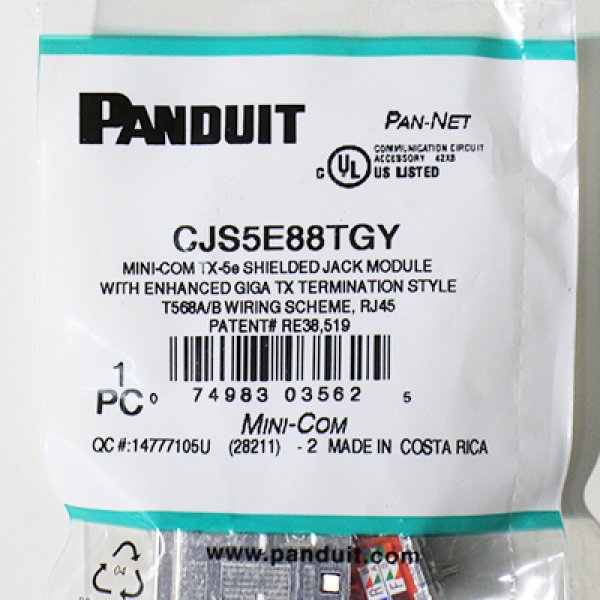 PANDUIT
PAN-NET
COMMUNICATION CIRCUIT
ACCESSORY 42XB
C UL US LISTED
CJS5E88TGY
MINI-COM TX-5e SHIELDED JACK MODULE
WITH ENHANCED GIGA TX TERMINATION STYLE
T568A/B WIRING SCHEME, RJ45
PATENT# RE38,519
1
PC
0 74983 03562 5
MINI-COM
QC #:14777105U (28211) -2 MADE IN COSTA RICA
www.panduit.com
04